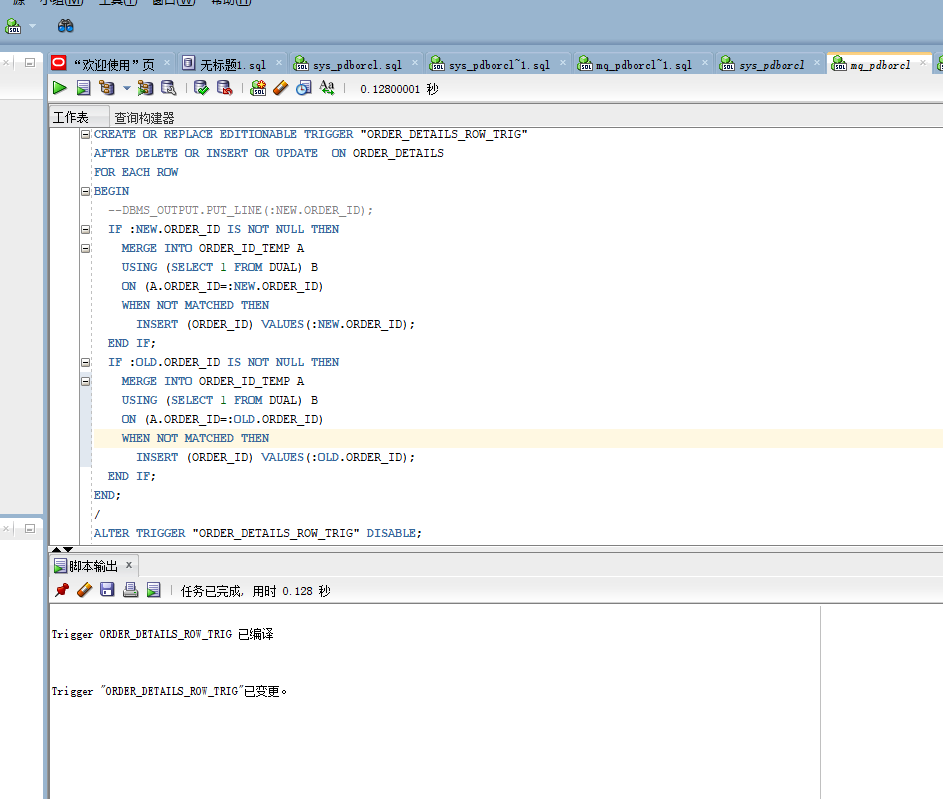 源 小组(M) 工具(T) 窗口(W) 帮助(H)
“欢迎使用”页 无标题1.sql sys_pdborcl.sql sys_pdborcl~1.sql mq_pdborcl~1.sql sys_pdborcl mq_pdborcl
0.12800001 秒
工作表 查询构建器
CREATE OR REPLACE EDITIONABLE TRIGGER "ORDER_DETAILS_ROW_TRIG"
AFTER DELETE OR INSERT OR UPDATE  ON ORDER_DETAILS
FOR EACH ROW
BEGIN
--DBMS_OUTPUT.PUT_LINE(:NEW.ORDER_ID);
IF :NEW.ORDER_ID IS NOT NULL THEN
MERGE INTO ORDER_ID_TEMP A
USING (SELECT 1 FROM DUAL) B
ON (A.ORDER_ID=:NEW.ORDER_ID)
WHEN NOT MATCHED THEN
INSERT (ORDER_ID) VALUES(:NEW.ORDER_ID);
END IF;
IF :OLD.ORDER_ID IS NOT NULL THEN
MERGE INTO ORDER_ID_TEMP A
USING (SELECT 1 FROM DUAL) B
ON (A.ORDER_ID=:OLD.ORDER_ID)
WHEN NOT MATCHED THEN
INSERT (ORDER_ID) VALUES(:OLD.ORDER_ID);
END IF;
END;
/
ALTER TRIGGER "ORDER_DETAILS_ROW_TRIG" DISABLE;
脚本输出 x
任务已完成, 用时 0.128 秒
Trigger ORDER_DETAILS_ROW_TRIG 已编译
Trigger "ORDER_DETAILS_ROW_TRIG"已变更。